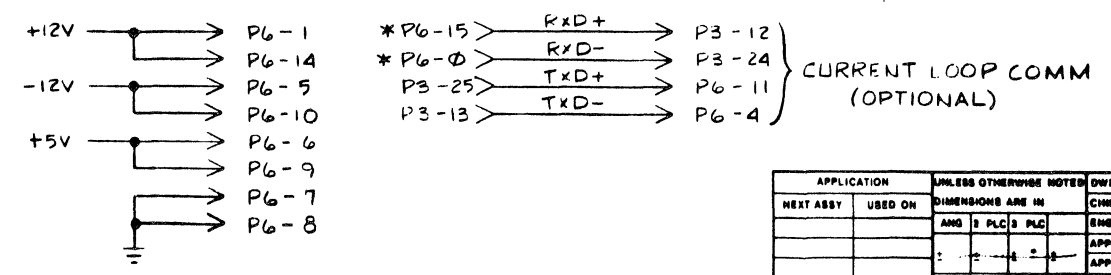 +12V P6-1 *P6-15 RXD+ P3-12
P6-14 *P6-Ø RXD- P3-24
-12V P6-5 P3-25 TXD+ P6-11
P6-10 P3-13 TXD- P6-4
CURRENT LOOP COMM
(OPTIONAL)
+5V P6-6
P6-9
P6-7
P6-8
APPLICATION UNLESS OTHERWISE NOTED
NEXT ASSY USED ON DIMENSIONS ARE IN
ANG 2 PLC 3 PLC
± ± ± ±